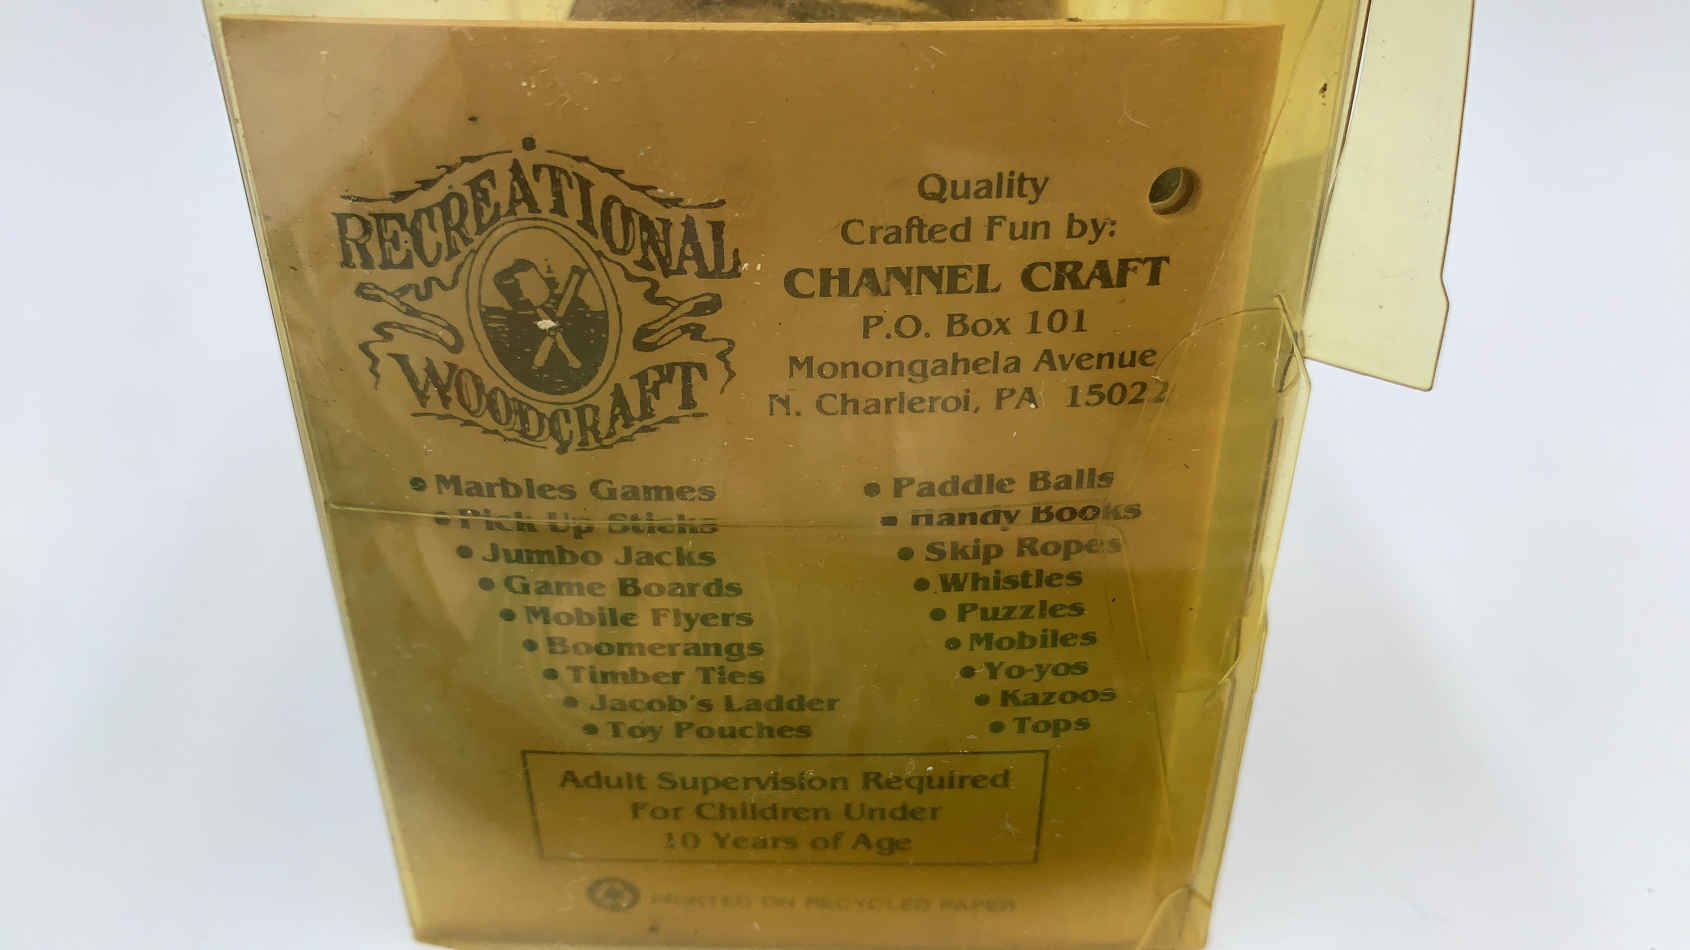 RECREATIONAL
WOODCRAFT
Quality
Crafted Fun by:
CHANNEL CRAFT
P.O. Box 101
Monongahela Avenue
N. Charleroi, PA 15022
• Marbles Games
• Pick Up Sticks
• Jumbo Jacks
• Game Boards
• Mobile Flyers
• Boomerangs
• Timber Ties
• Jacob's Ladder
• Toy Pouches
• Paddle Balls
• Handy Books
• Skip Ropes
• Whistles
• Puzzles
• Mobiles
• Yo-yos
• Kazoos
• Tops
Adult Supervision Required
For Children Under
10 Years of Age
PRINTED ON RECYCLED PAPER